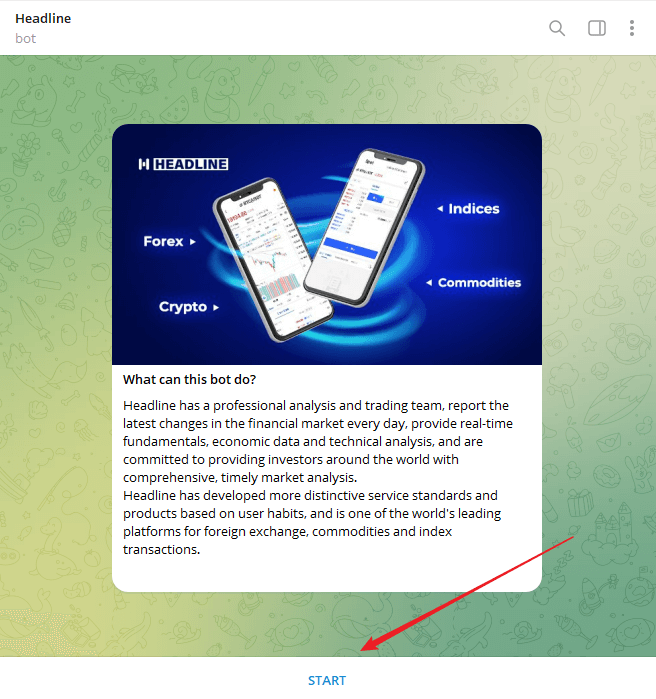 Headline
bot
HEADLINE
Forex
Crypto
Indices
Commodities
What can this bot do?
Headline has a professional analysis and trading team, report the
latest changes in the financial market every day, provide real-time
fundamentals, economic data and technical analysis, and are
committed to providing investors around the world with
comprehensive, timely market analysis.
Headline has developed more distinctive service standards and
products based on user habits, and is one of the world's leading
platforms for foreign exchange, commodities and index
transactions.
START